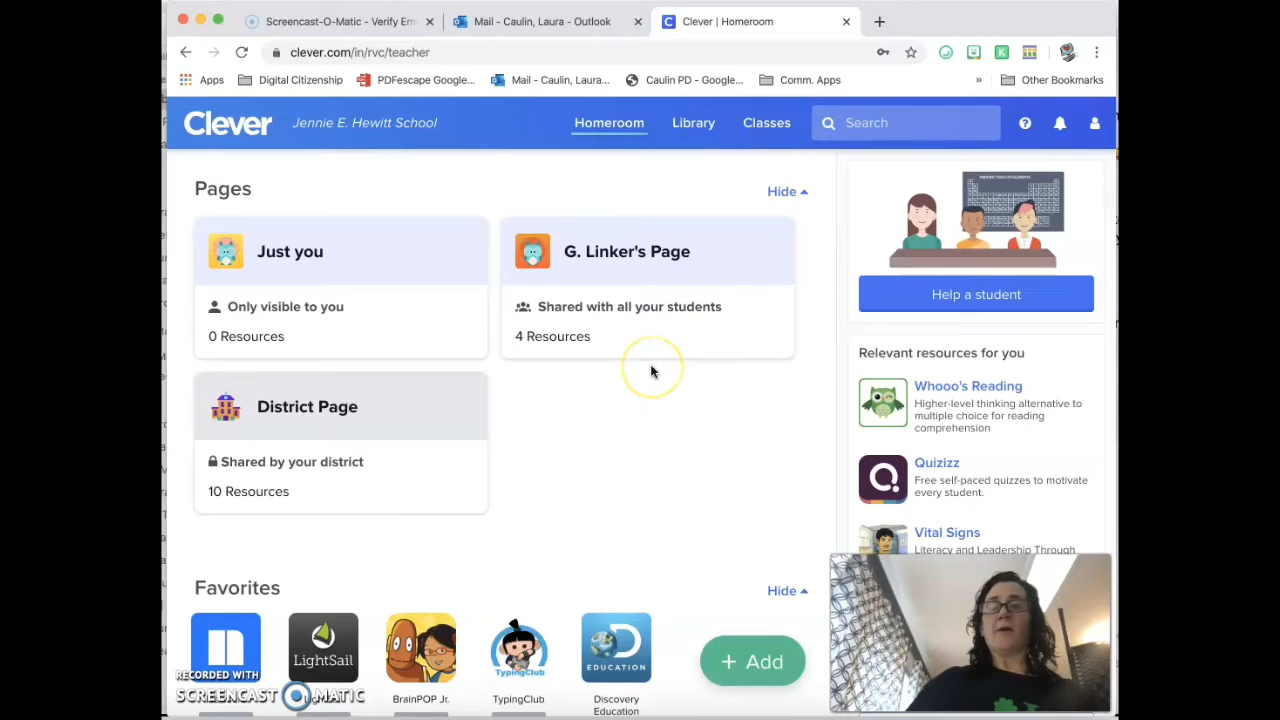 Screencast-O-Matic - Verify Em
Mail - Caulin, Laura - Outlook
Clever | Homeroom
clever.com/in/rvc/teacher
Apps
Digital Citizenship
PDFescape Google...
Mail - Caulin, Laura...
Caulin PD - Google...
Comm. Apps
»
Other Bookmarks
Clever
Jennie E. Hewitt School
Homeroom
Library
Classes
Search
Pages
Hide
Just you
Only visible to you
0 Resources
G. Linker's Page
Shared with all your students
4 Resources
District Page
Shared by your district
10 Resources
Help a student
Relevant resources for you
Whooo's Reading
Higher-level thinking alternative to
multiple choice for reading
comprehension
Quizizz
Free self-paced quizzes to motivate
every student.
Vital Signs
Literacy and Leadership Through
Favorites
Hide
LightSail
EDUCATION
+ Add
BrainPOP Jr.
TypingClub
Discovery
Education
RECORDED WITH
SCREENCAST-O-MATIC